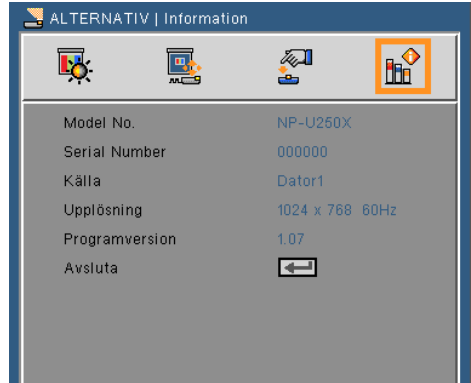 ALTERNATIV | Information
Model No. NP-U250X
Serial Number 000000
Källa Dator1
Upplösning 1024 x 768 60Hz
Programversion 1.07
Avsluta